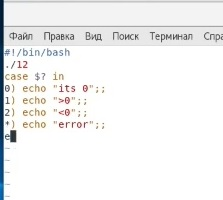 Файл Правка Вид Поиск Терминал
#!/bin/bash
./12
case $? in
0) echo "its 0";;
1) echo ">0";;
2) echo "<0";;
*) echo "error";;
e
~
~
~
~
~